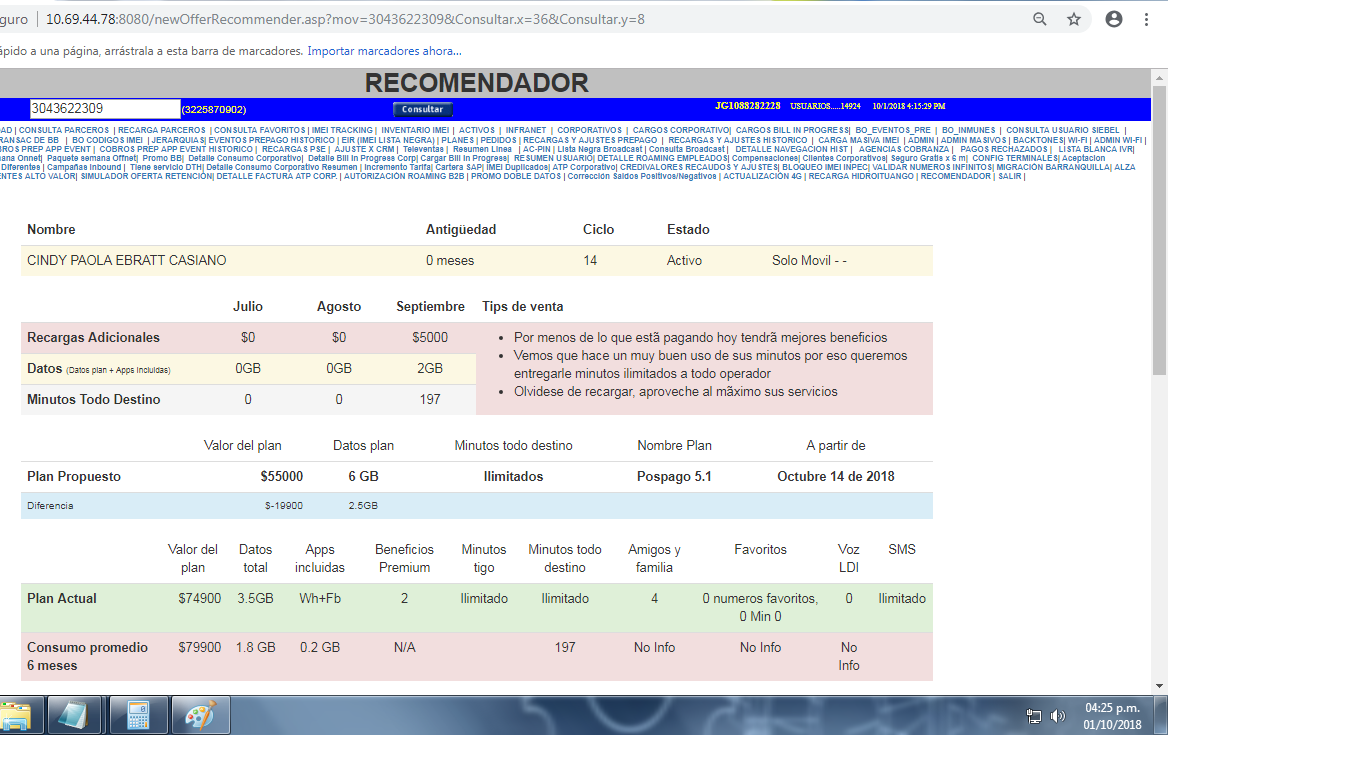 guro | 10.69.44.78:8080/newOfferRecommender.asp?mov=3043622309&Consultar.x=36&Consultar.y=8
ápido a una página, arrástrala a esta barra de marcadores. Importar marcadores ahora...
RECOMENDADOR
3043622309 (3225870902) Consultar JG1088282228 USUARIOS.....14924 10/1/2018 4:15:29 PM
AD | CONSULTA PARCEROS | RECARGA PARCEROS | CONSULTA FAVORITOS | IMEI TRACKING | INVENTARIO IMEI | ACTIVOS | INFRANET | CORPORATIVOS | CARGOS CORPORATIVO| CARGOS BILL IN PROGRESS| BO_EVENTOS_PRE | BO_INMUNES | CONSULTA USUARIO SIEBEL |
RANSAC DE BB | BO CODIGOS IMEI | JERARQUIAS| EVENTOS PREPAGO HISTORICO | EIR (IMEI LISTA NEGRA) | PLANES | PEDIDOS | RECARGAS Y AJUSTES PREPAGO | RECARGAS Y AJUSTES HISTORICO | CARGA MASIVA IMEI | ADMIN | ADMIN MASIVOS | BACKTONES| WI-FI | ADMIN WI-FI |
BROS PREP APP EVENT | COBROS PREP APP EVENT HISTORICO | RECARGAS PSE | AJUSTE X CRM | Televentas | Resumen Linea | AC-PIN | Lista Negra Broadcast | Consulta Broadcast | DETALLE NAVEGACION HIST | AGENCIAS COBRANZA | PAGOS RECHAZADOS | LISTA BLANCA IVR|
mana Onnet| Paquete semana Offnet| Promo BB| Detalle Consumo Corporativo| Detalle Bill in Progress Corp| Cargar Bill in Progress| RESUMEN USUARIO| DETALLE ROAMING EMPLEADOS| Compensaciones| Clientes Corporativos| Seguro Gratis x 6 m| CONFIG TERMINALES| Aceptacion
Diferentes | Campañas Inbound | Tiene servicio DTH| Detalle Consumo Corporativo Resumen | Incremento Tarifa| Cartera SAP| IMEI Duplicados| ATP Corporativo| CREDIVALORES RECAUDOS Y AJUSTES| BLOQUEO IMEI INPEC| VALIDAR NUMEROS INFINITOS| MIGRACIÓN BARRANQUILLA| ALZA
ENTES ALTO VALOR| SIMULADOR OFERTA RETENCIÓN| DETALLE FACTURA ATP CORP. | AUTORIZACIÓN ROAMING B2B | PROMO DOBLE DATOS | Corrección Saldos Positivos/Negativos | ACTUALIZACIÓN 4G | RECARGA HIDROITUANGO | RECOMENDADOR | SALIR |
Nombre Antigüedad Ciclo Estado
CINDY PAOLA EBRATT CASIANO 0 meses 14 Activo Solo Movil - -
Julio Agosto Septiembre Tips de venta
Recargas Adicionales $0 $0 $5000
Datos (Datos plan + Apps Incluidas) 0GB 0GB 2GB
Minutos Todo Destino 0 0 197
• Por menos de lo que estã pagando hoy tendrã mejores beneficios
• Vemos que hace un muy buen uso de sus minutos por eso queremos
entregarle minutos ilimitados a todo operador
• Olvidese de recargar, aproveche al mãximo sus servicios
Valor del plan Datos plan Minutos todo destino Nombre Plan A partir de
Plan Propuesto $55000 6 GB Ilimitados Pospago 5.1 Octubre 14 de 2018
Diferencia $-19900 2.5GB
Valor del plan Datos total Apps incluidas Beneficios Premium Minutos tigo Minutos todo destino Amigos y familia Favoritos Voz LDI SMS
Plan Actual $74900 3.5GB Wh+Fb 2 Ilimitado Ilimitado 4 0 numeros favoritos, 0 Min 0 0 Ilimitado
Consumo promedio 6 meses $79900 1.8 GB 0.2 GB N/A 197 No Info No Info No Info
04:25 p.m.
01/10/2018